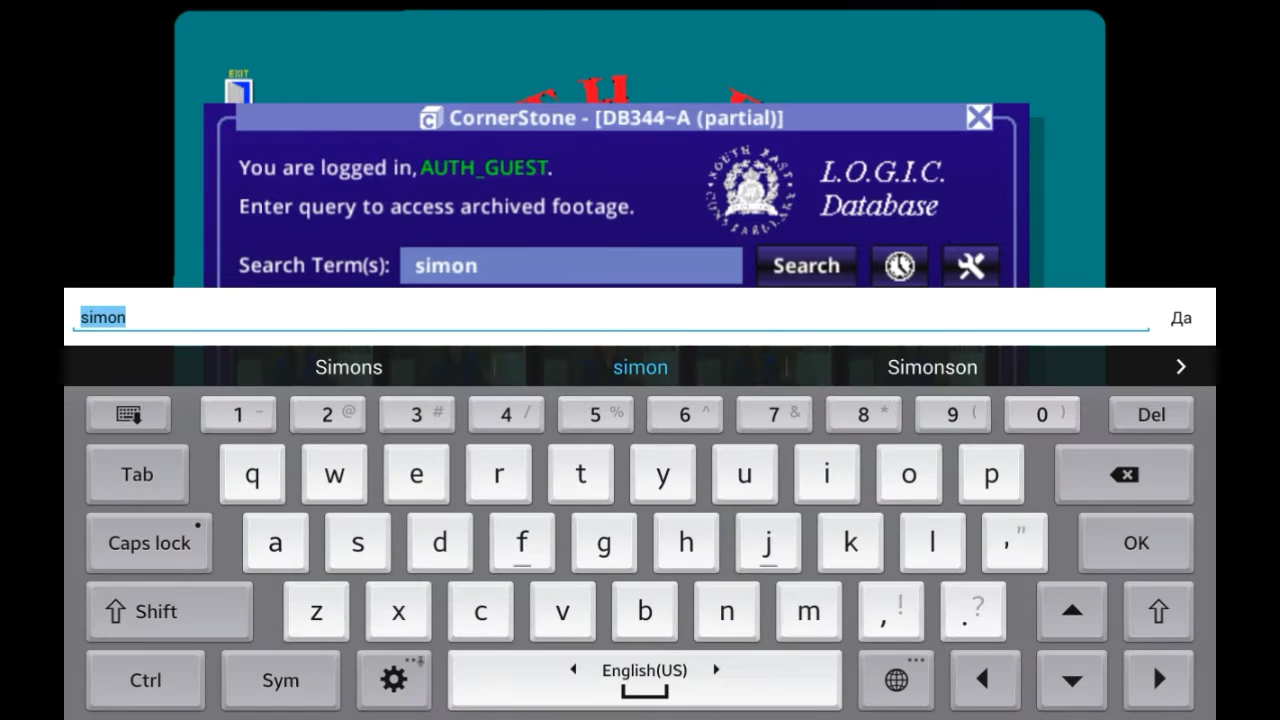 EXIT
CornerStone - [DB344~A (partial)]
You are logged in, AUTH_GUEST.
Enter query to access archived footage.
SOUTH EAST
L.O.G.I.C.
Database
Search Term(s): simon Search
simon Да
Simons simon Simonson
1 - 2 @ 3 # 4 / 5 % 6 ^ 7 & 8 * 9 ( 0 ) Del
Tab q w e r t y u i o p
Caps lock a s d f g h j k l ' " OK
Shift z x c v b n m , ! . ?
Ctrl Sym English(US)